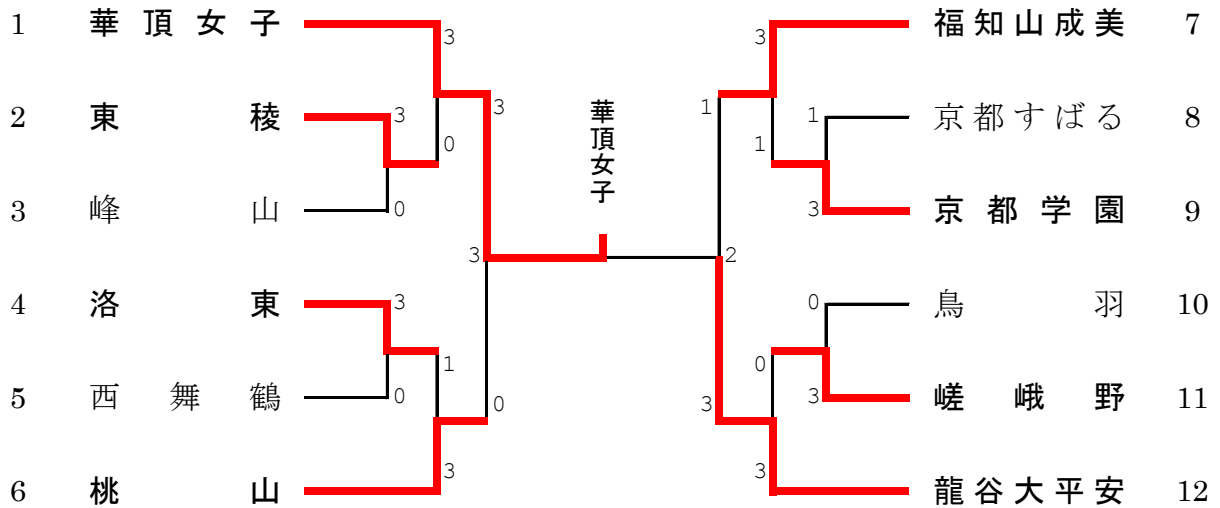 1 華頂女子
2 東稜
3 峰山
4 洛東
5 西舞鶴
6 桃山
3
3
0
0
3
3
3
0
1
0
3
0
華頂女子
3
1
1
1
3
2
0
0
3
3
3
福知山成美 7
京都すばる 8
京都学園 9
鳥羽 10
嵯峨野 11
龍谷大平安 12